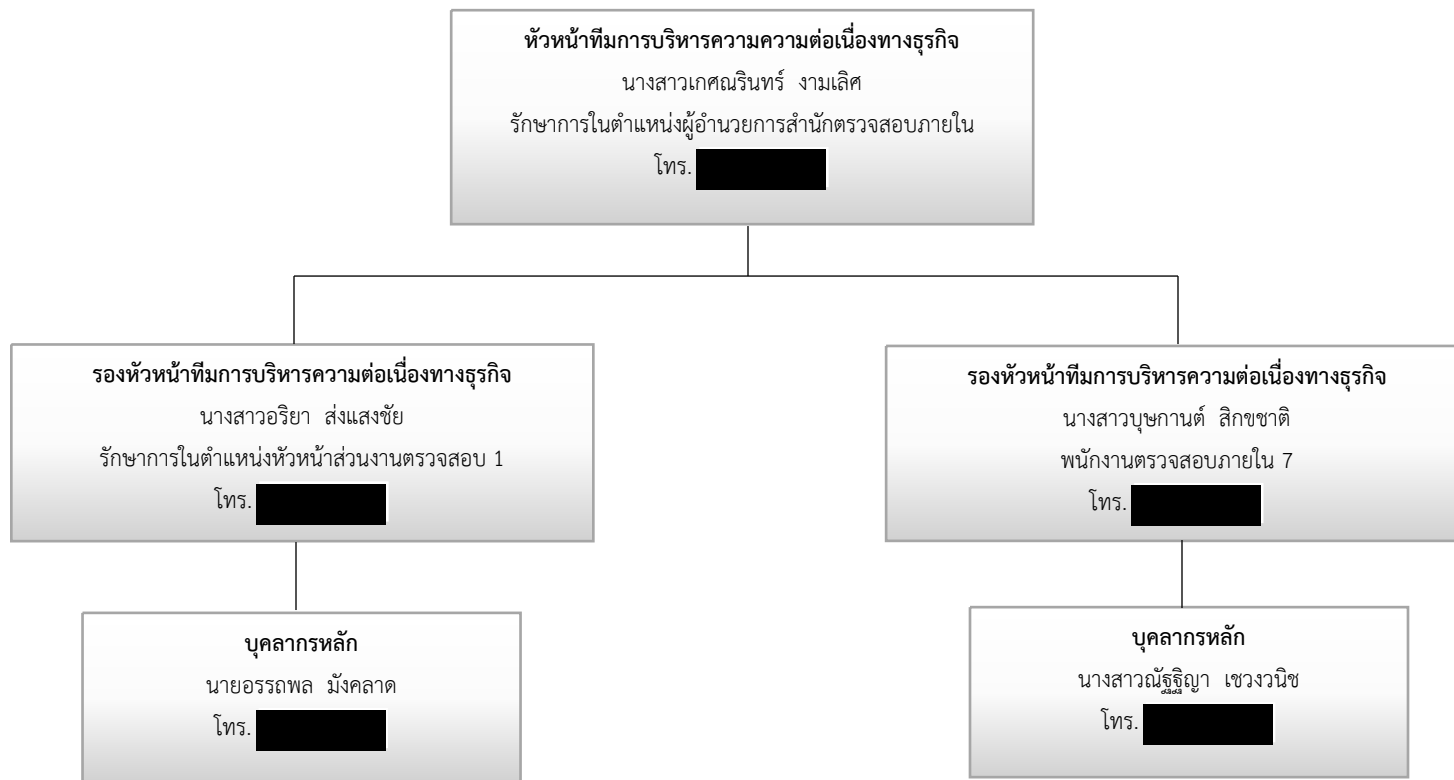 หัวหน้าทีมการบริหารความความต่อเนื่องทางธุรกิจ
นางสาวเกศณรินทร์ งามเลิศ
รักษาการในตำแหน่งผู้อำนวยการสำนักตรวจสอบภายใน
โทร.
รองหัวหน้าทีมการบริหารความต่อเนื่องทางธุรกิจ
นางสาวอริยา ส่งแสงชัย
รักษาการในตำแหน่งหัวหน้าส่วนงานตรวจสอบ 1
โทร.
รองหัวหน้าทีมการบริหารความต่อเนื่องทางธุรกิจ
นางสาวบุษกานต์ สิกขชาติ
พนักงานตรวจสอบภายใน 7
โทร.
บุคลากรหลัก
นายอรรถพล มังคลาด
โทร.
บุคลากรหลัก
นางสาวณัฐฐิญา เชวงวนิช
โทร.